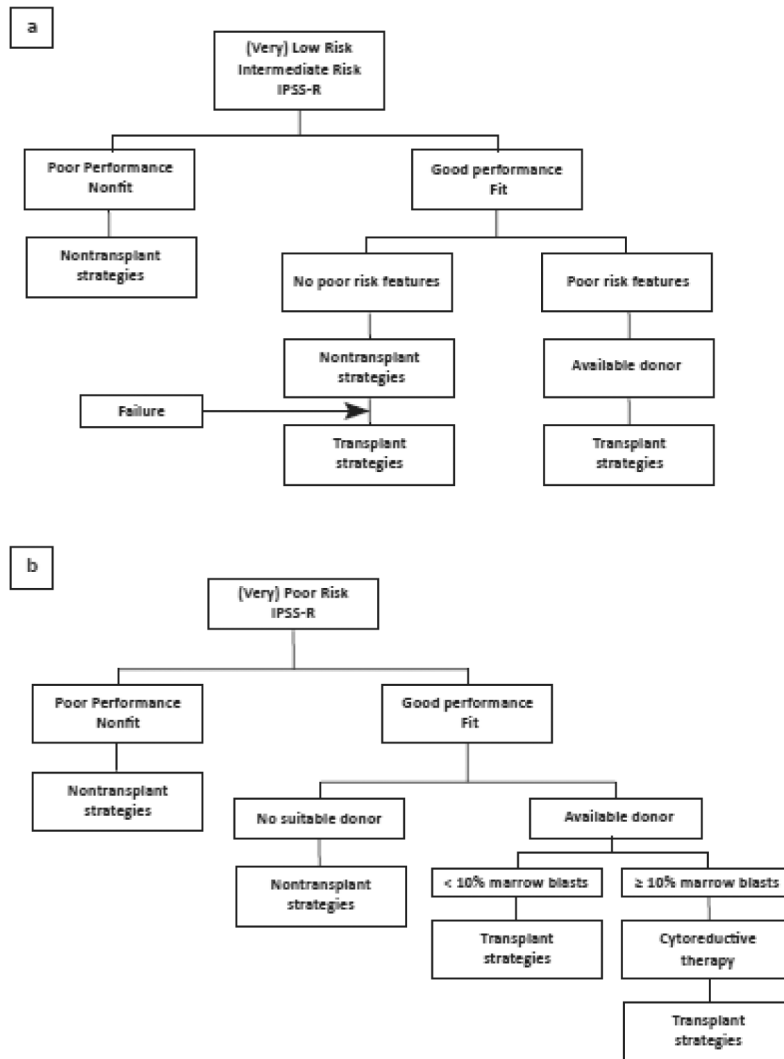 a
(Very) Low Risk
Intermediate Risk
IPSS-R
Poor Performance
Nonfit
Good performance
Fit
Nontransplant
strategies
No poor risk features
Poor risk features
Nontransplant
strategies
Available donor
Failure
Transplant
strategies
Transplant
strategies
b
(Very) Poor Risk
IPSS-R
Poor Performance
Nonfit
Good performance
Fit
Nontransplant
strategies
No suitable donor
Available donor
Nontransplant
strategies
< 10% marrow blasts
≥ 10% marrow blasts
Transplant
strategies
Cytoreductive
therapy
Transplant
strategies